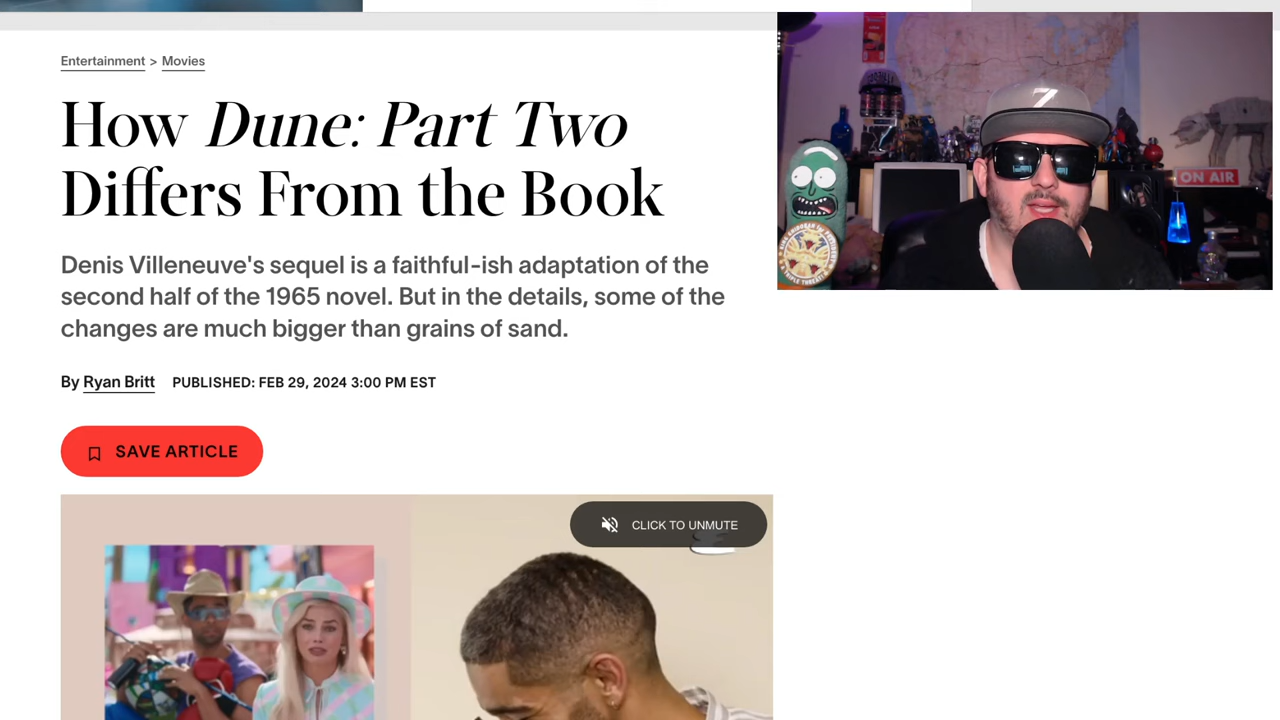 Entertainment > Movies
How Dune: Part Two
Differs From the Book
Denis Villeneuve's sequel is a faithful-ish adaptation of the
second half of the 1965 novel. But in the details, some of the
changes are much bigger than grains of sand.
By Ryan Britt PUBLISHED: FEB 29, 2024 3:00 PM EST
SAVE ARTICLE
CLICK TO UNMUTE
Z
ON AIR